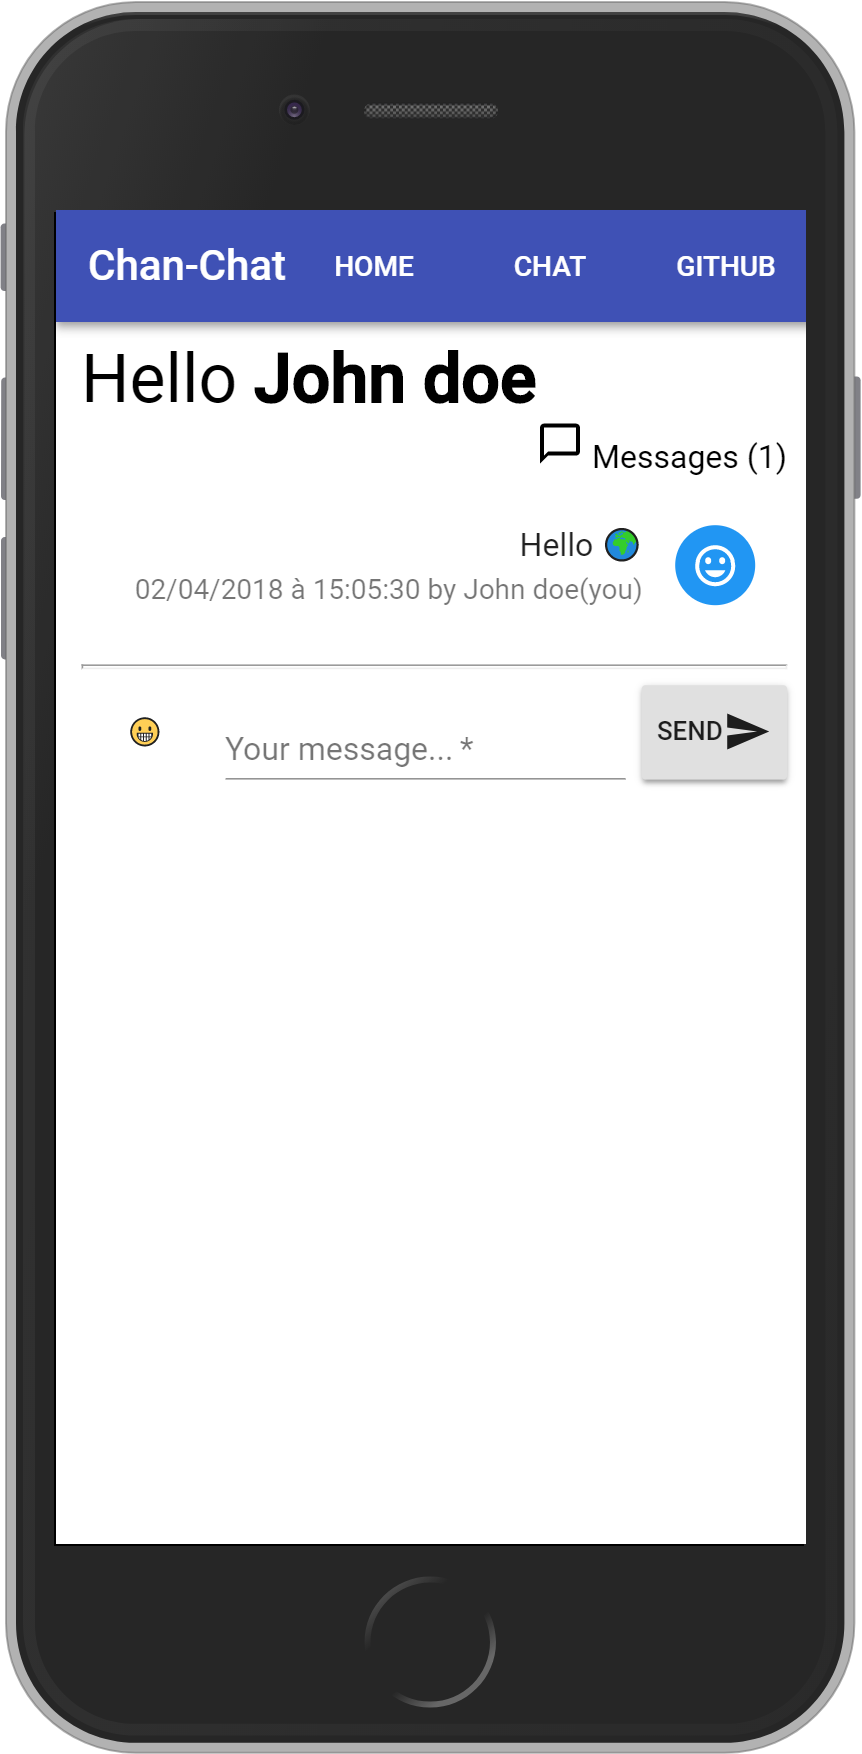 Chan-Chat HOME CHAT GITHUB
Hello John doe
Messages (1)
Hello 🌍
02/04/2018 à 15:05:30 by John doe(you)
😀 Your message... * SEND